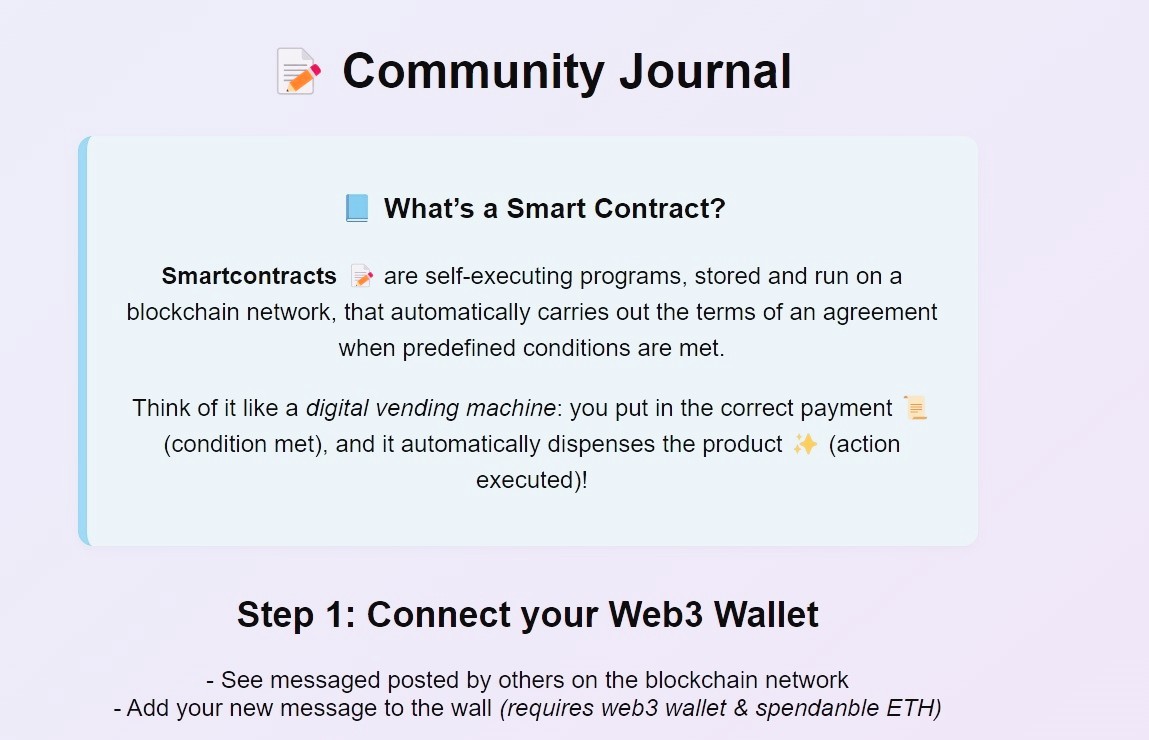 📝 Community Journal
📘 What’s a Smart Contract?
Smartcontracts 📝 are self-executing programs, stored and run on a
blockchain network, that automatically carries out the terms of an agreement
when predefined conditions are met.
Think of it like a digital vending machine: you put in the correct payment 📜
(condition met), and it automatically dispenses the product ✨ (action
executed)!
Step 1: Connect your Web3 Wallet
- See messaged posted by others on the blockchain network
- Add your new message to the wall (requires web3 wallet & spendanble ETH)